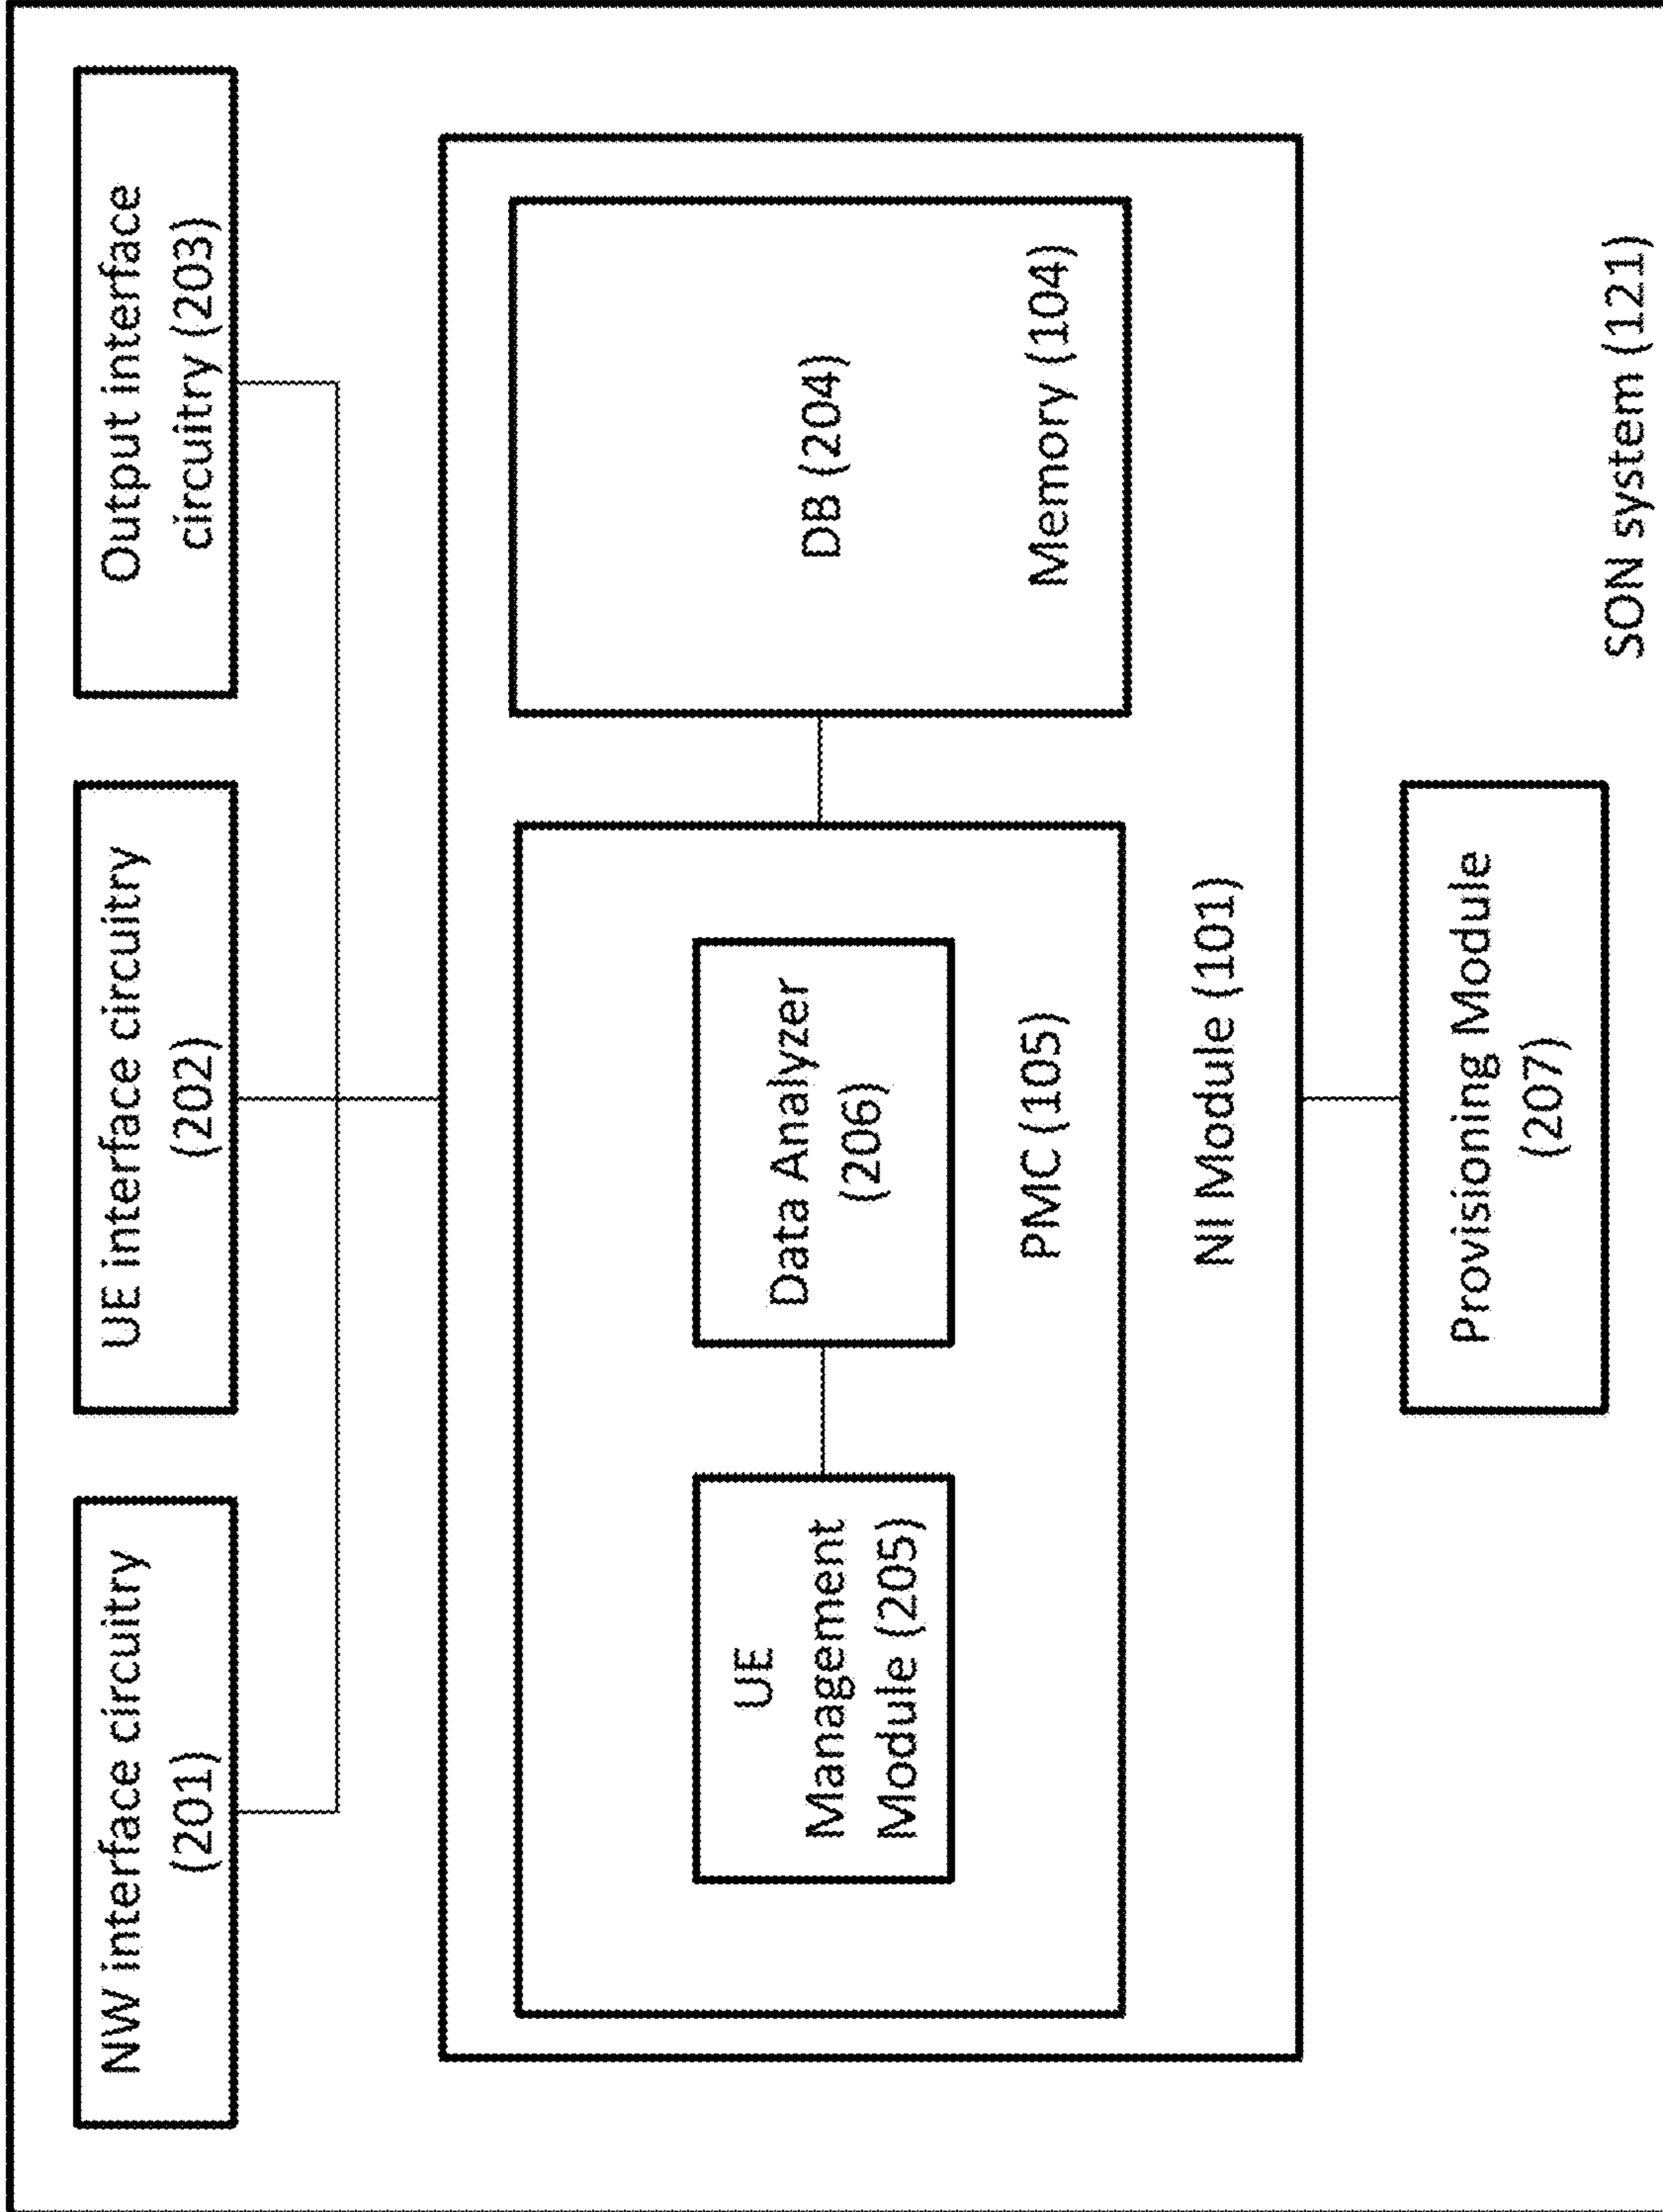 NW interface circuitry
(201)
UE interface circuitry
(202)
Output interface
circuitry (203)
UE
Management
Module (205)
Data Analyzer
(206)
PMC (105)
DB (204)
Memory (104)
NI Module (101)
Provisioning Module
(207)
SON system (121)